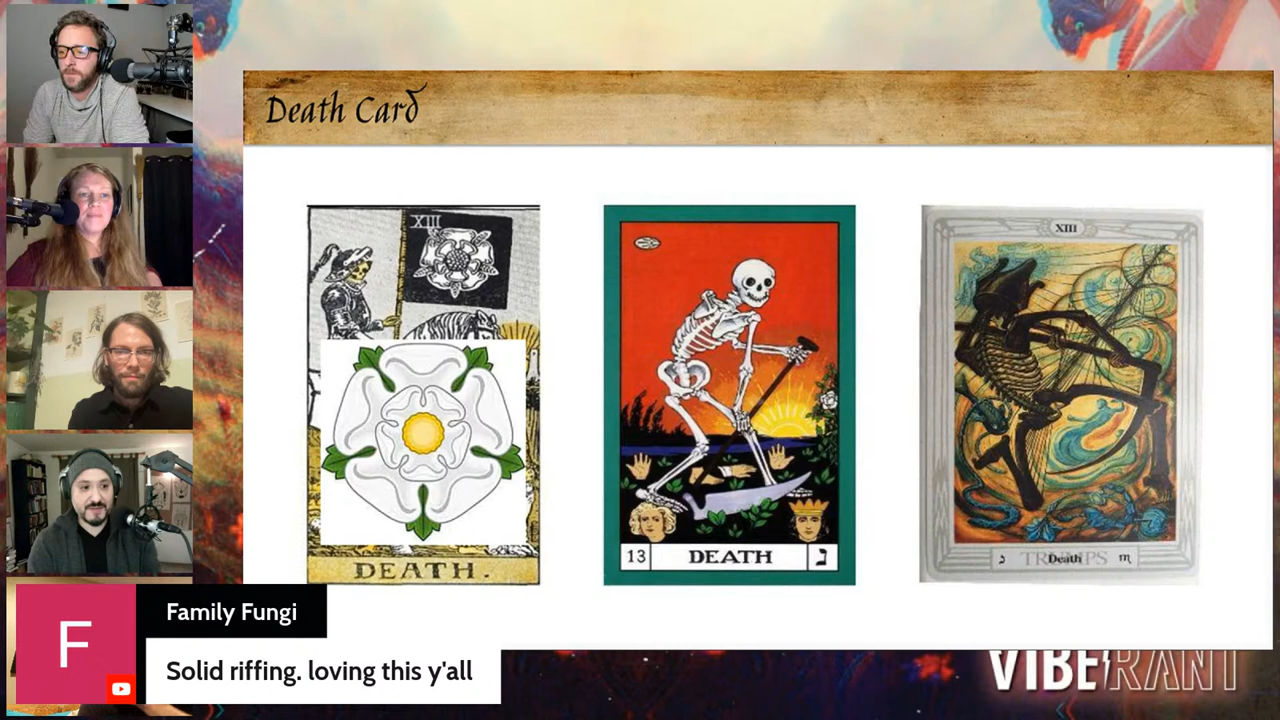 Death Card
XIII
DEATH.
13 DEATH נ
XIII
נ Death ♏
F
Family Fungi
Solid riffing. loving this y'all
VIBERANT